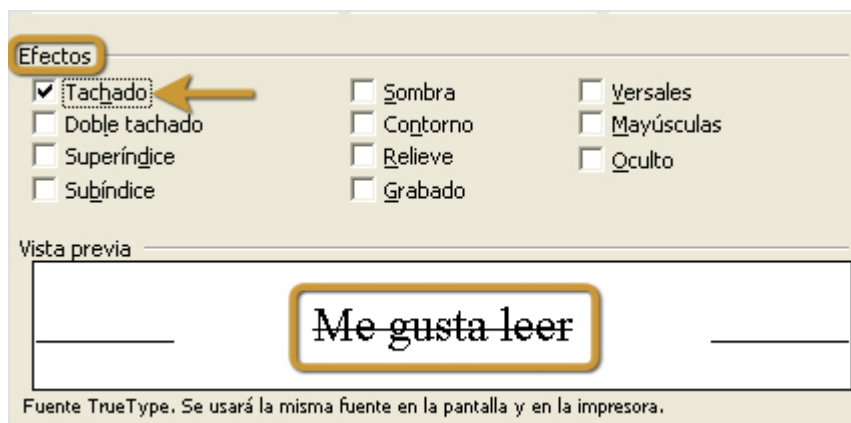 Efectos
Tachado
Doble tachado
Superíndice
Subíndice
Sombra
Contorno
Relieve
Grabado
Versales
Mayúsculas
Oculto
Vista previa
Me gusta leer
Fuente TrueType. Se usará la misma fuente en la pantalla y en la impresora.